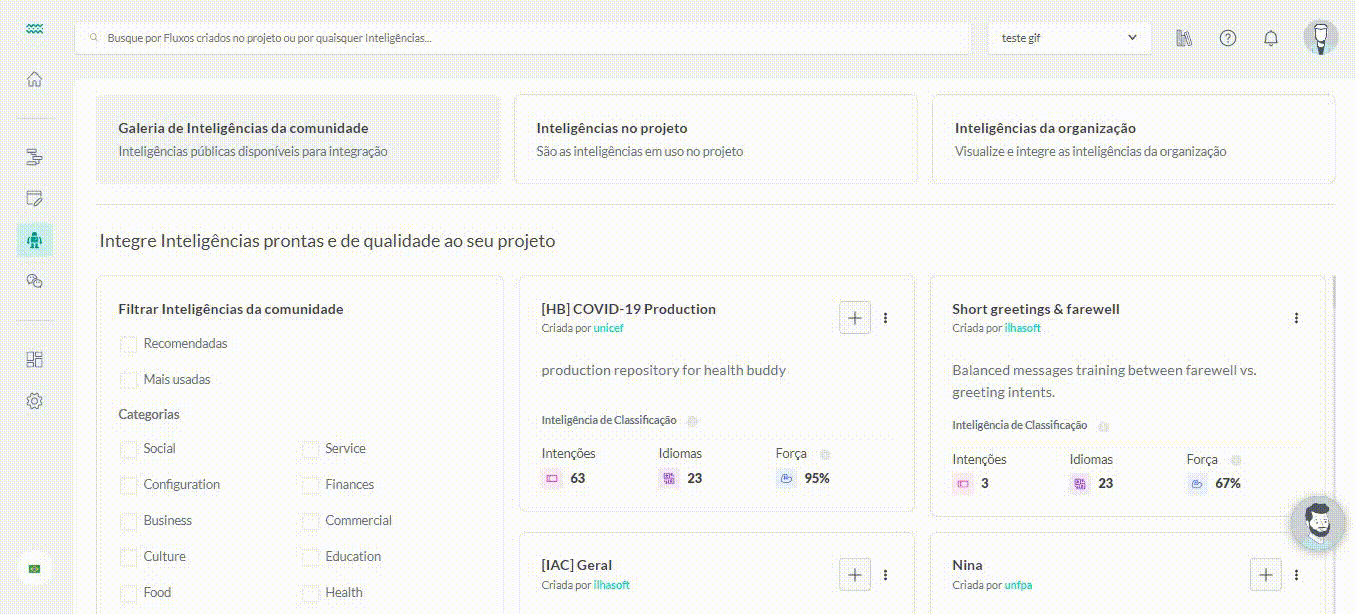 Busque por Fluxos criados no projeto ou por quaisquer Inteligências...
teste gif
Galeria de Inteligências da comunidade
Inteligências públicas disponíveis para integração
Inteligências no projeto
São as inteligências em uso no projeto
Inteligências da organização
Visualize e integre as inteligências da organização
Integre Inteligências prontas e de qualidade ao seu projeto
Filtrar Inteligências da comunidade
Recomendadas
Mais usadas
Categorias
Social
Service
Configuration
Finances
Business
Commercial
Culture
Education
Food
Health
[HB] COVID-19 Production
Criada por unicef
production repository for health buddy
Inteligência de Classificação
Intenções
Idiomas
Força
63
23
95%
Short greetings & farewell
Criada por ilhasoft
Balanced messages training between farewell vs.
greeting intents.
Inteligência de Classificação
Intenções
Idiomas
Força
3
23
67%
[IAC] Geral
Criada por ilhasoft
Nina
Criada por unfpa